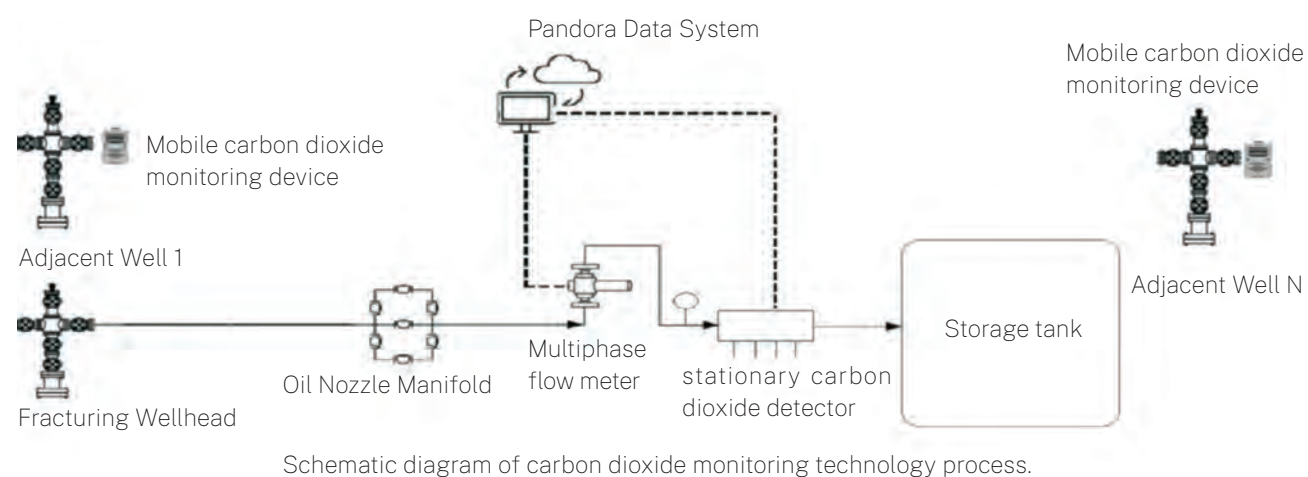 Pandora Data System
Mobile carbon dioxide
monitoring device
Mobile carbon dioxide
monitoring device
Adjacent Well 1
Adjacent Well N
Fracturing Wellhead
Oil Nozzle Manifold
Multiphase
flow meter
stationary carbon
dioxide detector
Storage tank
Schematic diagram of carbon dioxide monitoring technology process.